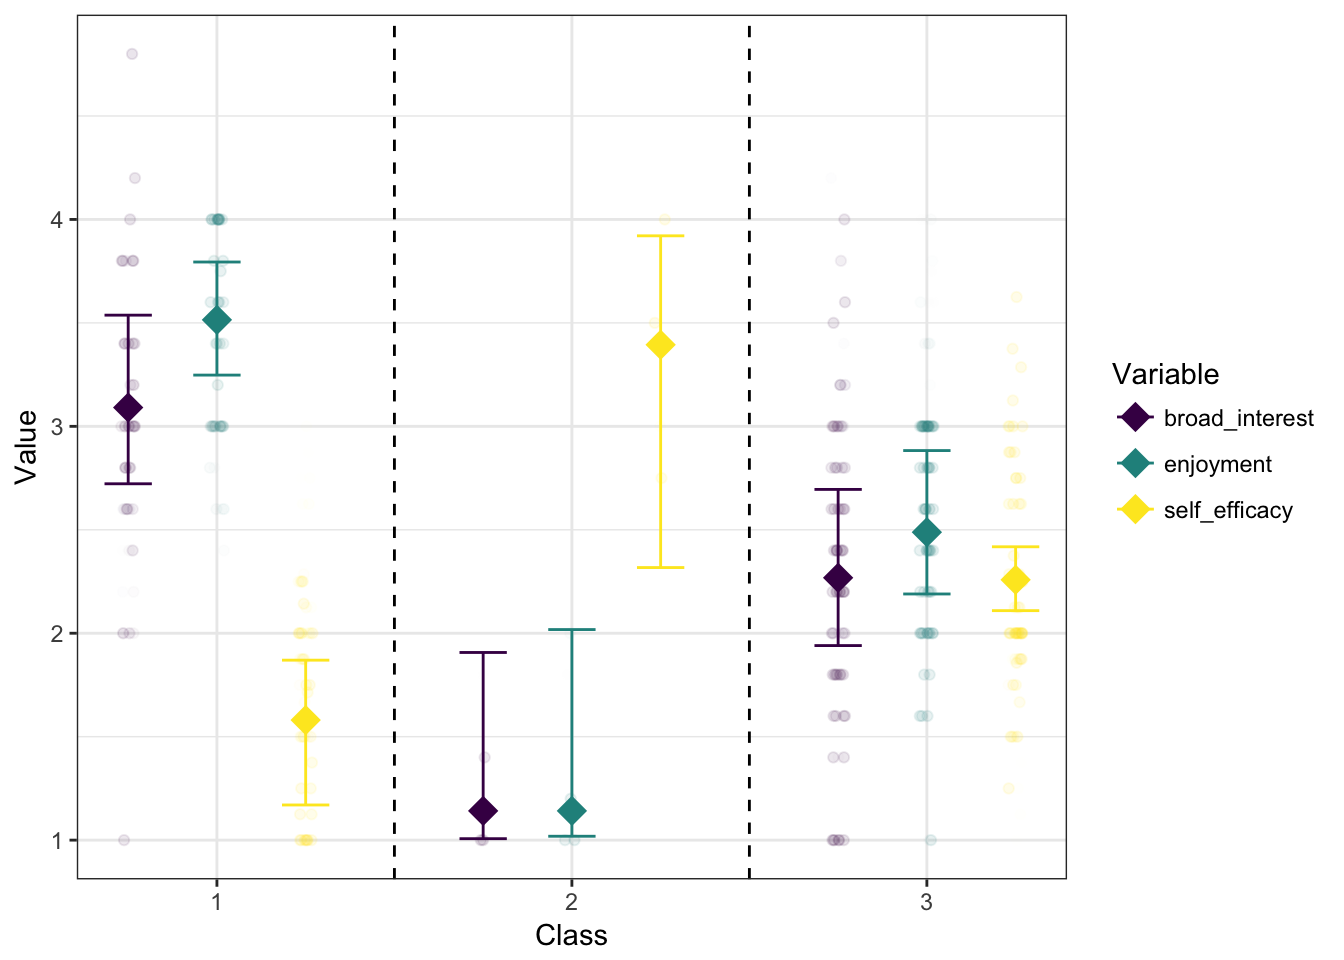 4
3
2
1
Value
1
2
3
Class
Variable
broad_interest
enjoyment
self_efficacy